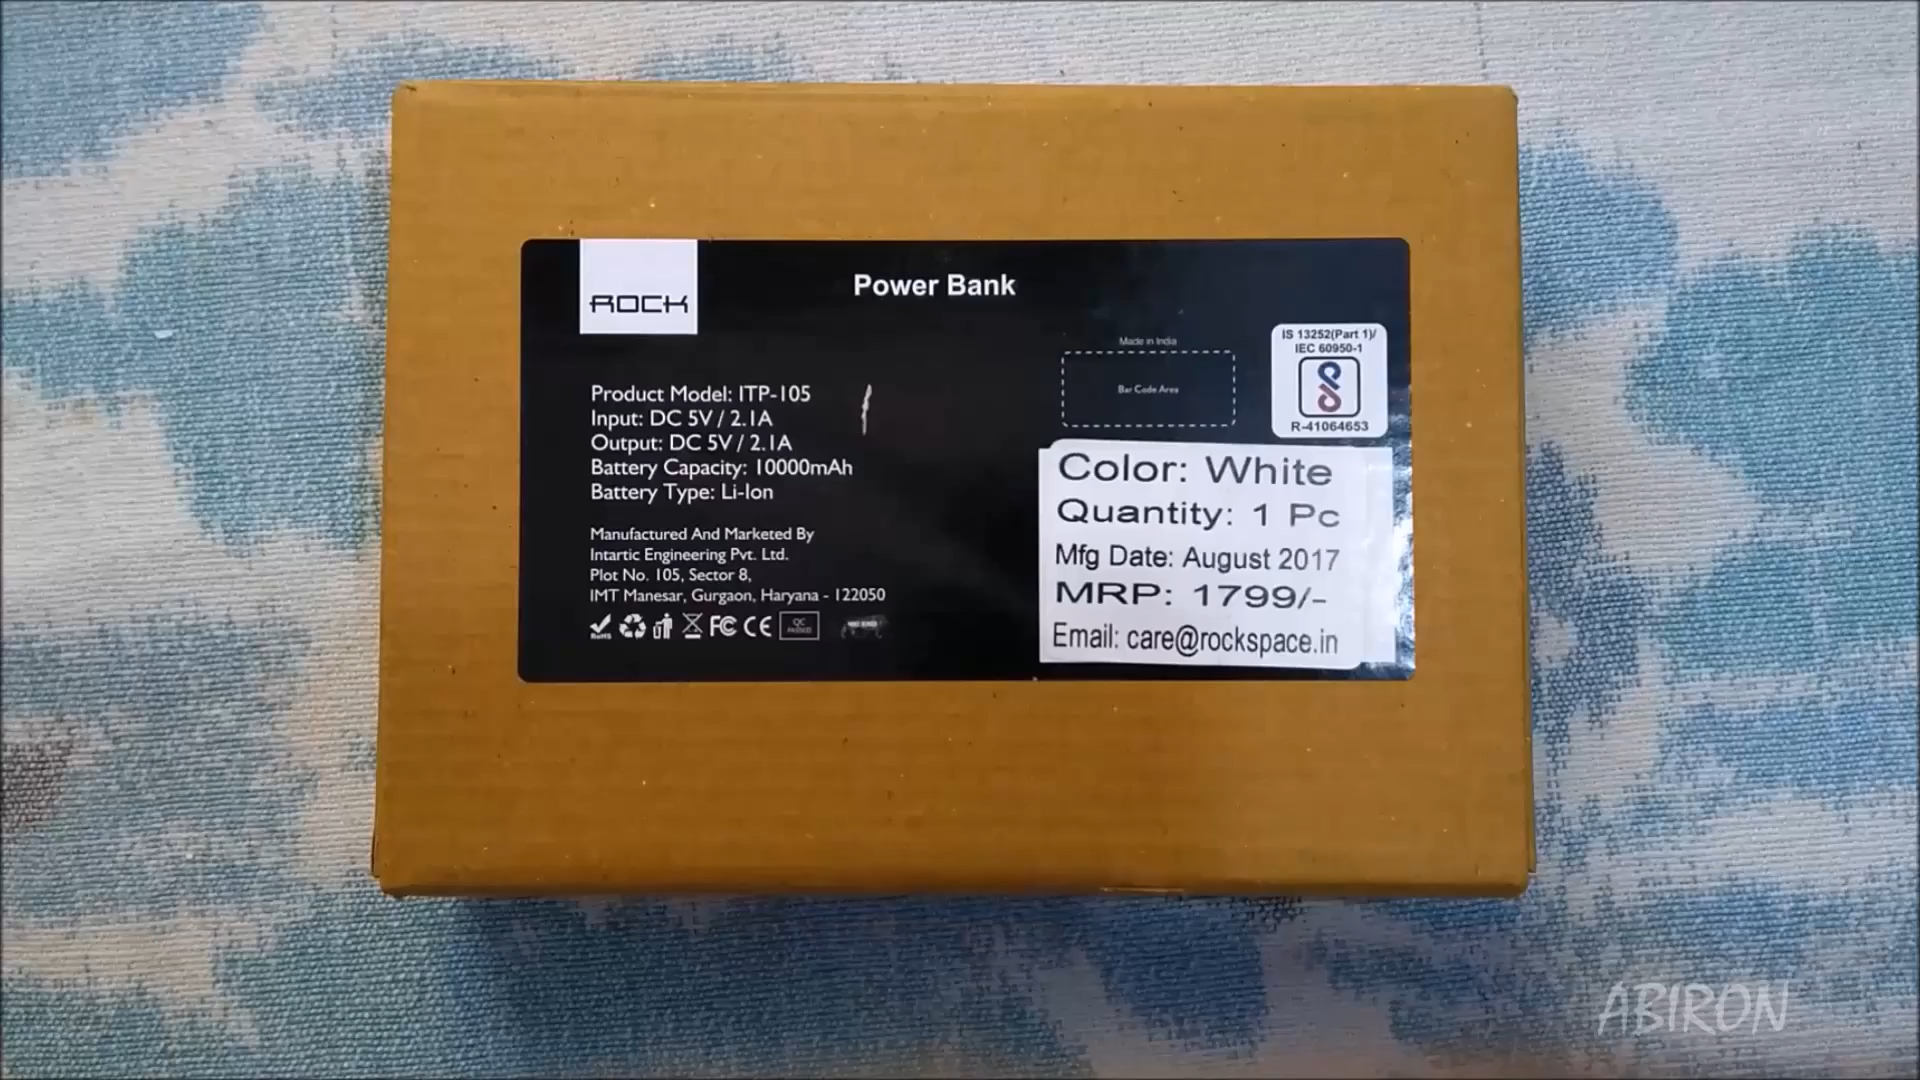 ROCK
Power Bank
Product Model: ITP-105
Input: DC 5V / 2.1A
Output: DC 5V / 2.1A
Battery Capacity: 10000mAh
Battery Type: Li-Ion
Manufactured And Marketed By
Intartic Engineering Pvt. Ltd.
Plot No. 105, Sector 8,
IMT Manesar, Gurgaon, Haryana - 122050
RoHS FC CE QC PASSED
Made in India
Bar Code Area
IS 13252(Part 1)/
IEC 60950-1
R-41064653
Color: White
Quantity: 1 Pc
Mfg Date: August 2017
MRP: 1799/-
Email: care@rockspace.in
ABIRON